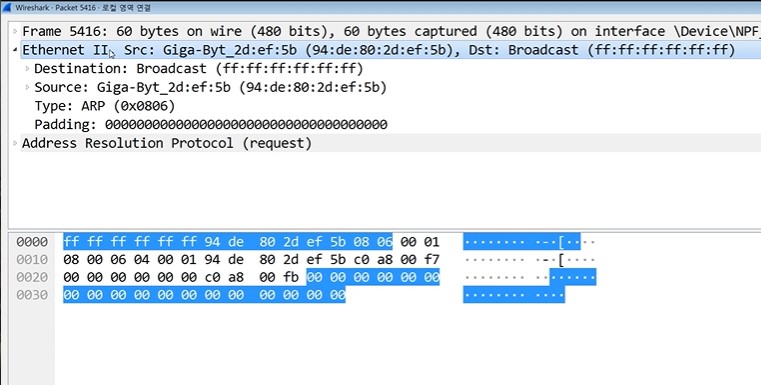 Wireshark · Packet 5416 · 로컬 영역 연결
Frame 5416: 60 bytes on wire (480 bits), 60 bytes captured (480 bits) on interface \Device\NPF_
Ethernet II, Src: Giga-Byt_2d:ef:5b (94:de:80:2d:ef:5b), Dst: Broadcast (ff:ff:ff:ff:ff:ff)
Destination: Broadcast (ff:ff:ff:ff:ff:ff)
Source: Giga-Byt_2d:ef:5b (94:de:80:2d:ef:5b)
Type: ARP (0x0806)
Padding: 000000000000000000000000000000000000
Address Resolution Protocol (request)
0000 ff ff ff ff ff ff 94 de 80 2d ef 5b 08 06 00 01 ········ ·-·[····
0010 08 00 06 04 00 01 94 de 80 2d ef 5b c0 a8 00 f7 ········ ·-·[····
0020 00 00 00 00 00 00 c0 a8 00 fb 00 00 00 00 00 00 ········ ········
0030 00 00 00 00 00 00 00 00 00 00 00 00 ········ ····